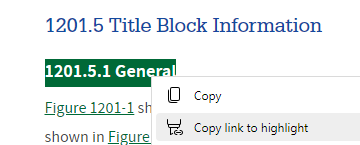 1201.5 Title Block Information
1201.5.1 General
Figure 1201-1 sh
Copy
shown in Figure
Copy link to highlight